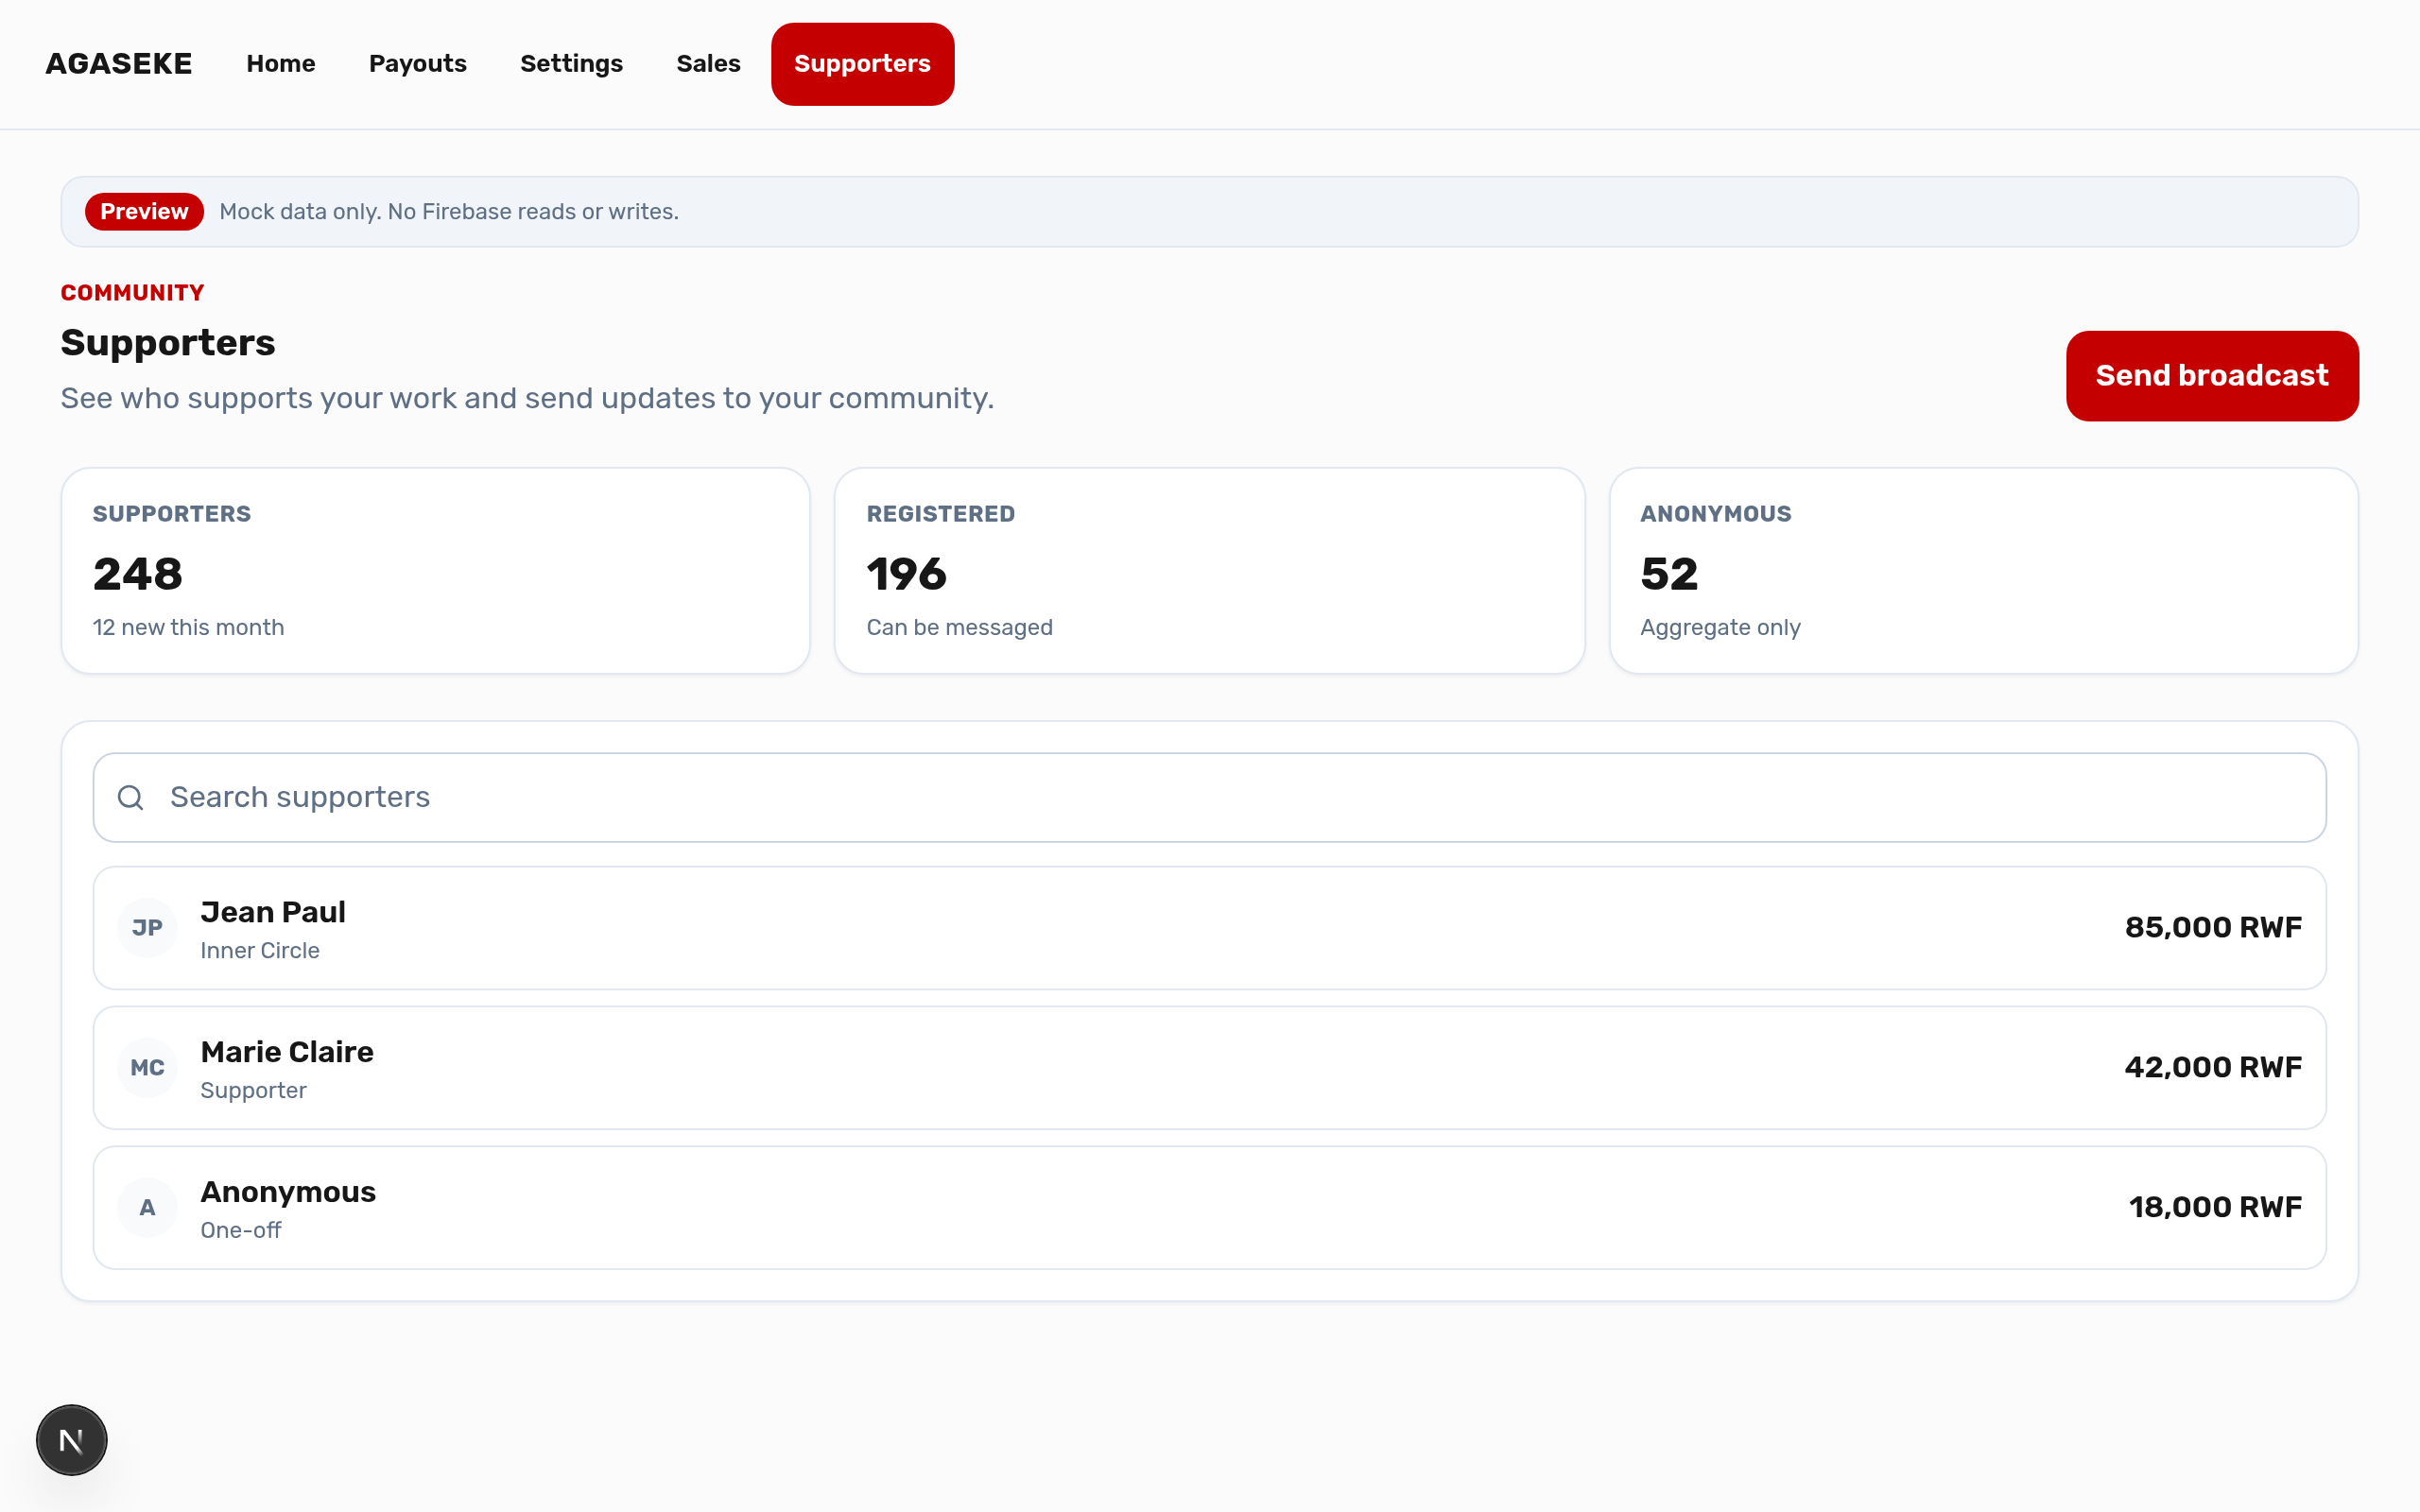 AGASEKE Home Payouts Settings Sales Supporters
Preview Mock data only. No Firebase reads or writes.
COMMUNITY
Supporters
See who supports your work and send updates to your community.
Send broadcast
SUPPORTERS
248
12 new this month
REGISTERED
196
Can be messaged
ANONYMOUS
52
Aggregate only
Search supporters
JP
Jean Paul
Inner Circle
85,000 RWF
MC
Marie Claire
Supporter
42,000 RWF
A
Anonymous
One-off
18,000 RWF
N